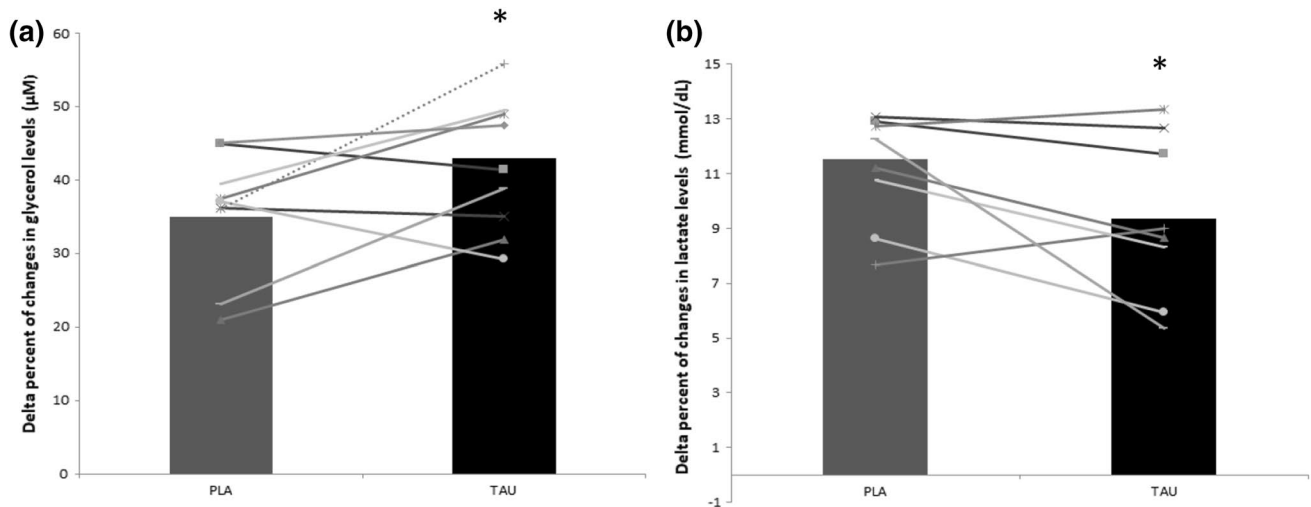 (a)
*
Delta percent of changes in glycerol levels (µM)
60
50
40
30
20
10
0
PLA
TAU
(b)
*
Delta percent of changes in lactate levels (mmol/dL)
15
13
11
9
7
5
3
1
-1
PLA
TAU